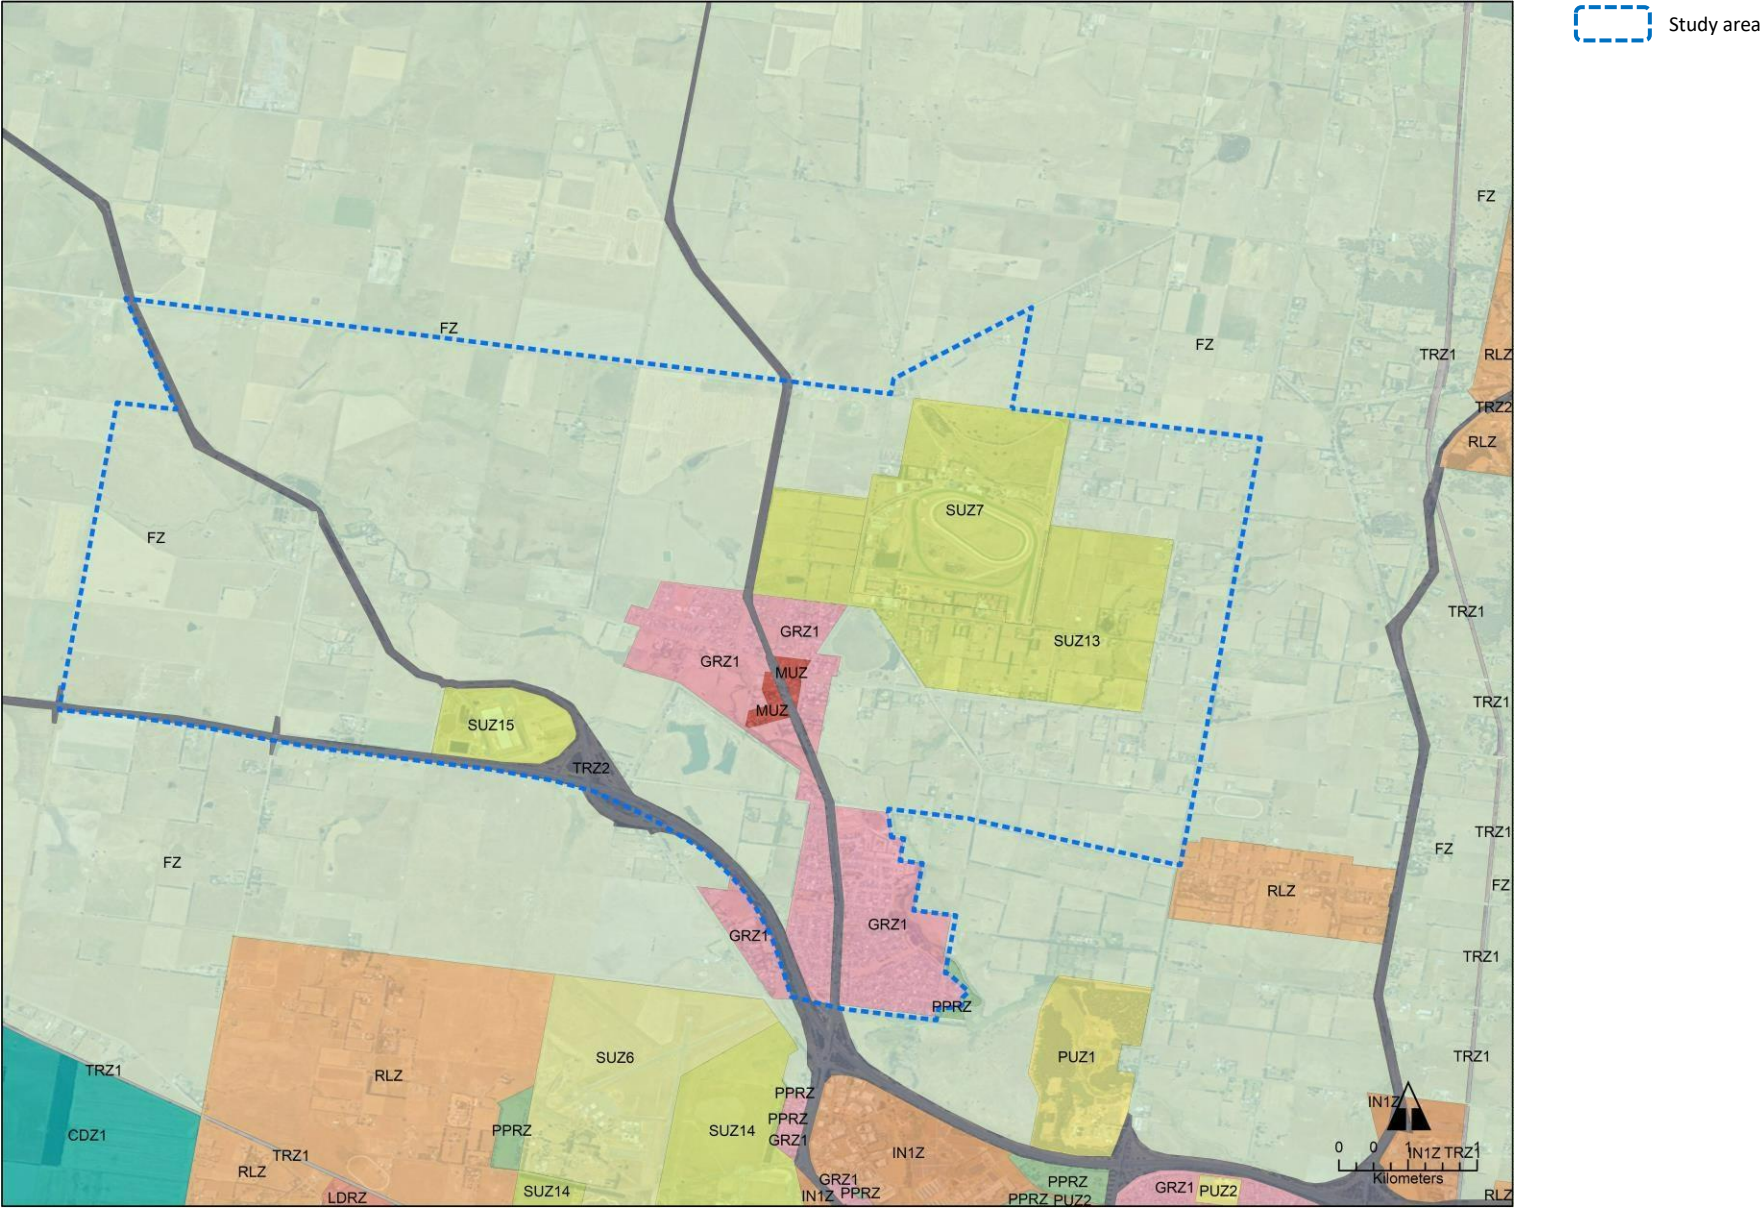 Study area
FZ
FZ
FZ
TRZ1
RLZ
TRZ2
RLZ
SUZ7
FZ
TRZ1
GRZ1
SUZ13
GRZ1
MUZ
TRZ1
MUZ
SUZ15
TRZ2
TRZ1
FZ
FZ
RLZ
FZ
GRZ1
GRZ1
TRZ1
PPRZ
SUZ6
PUZ1
TRZ1
TRZ1
RLZ
PPRZ
IN1Z
PPRZ
CDZ1
PPRZ
SUZ14
GRZ1
0 0 1 1
IN1Z
IN1Z TRZ1
TRZ1
RLZ
Kilometers
GRZ1
PPRZ
SUZ14
GRZ1
PUZ2
LDRZ
IN1Z
PPRZ
PPRZ
PUZ2
RLZ